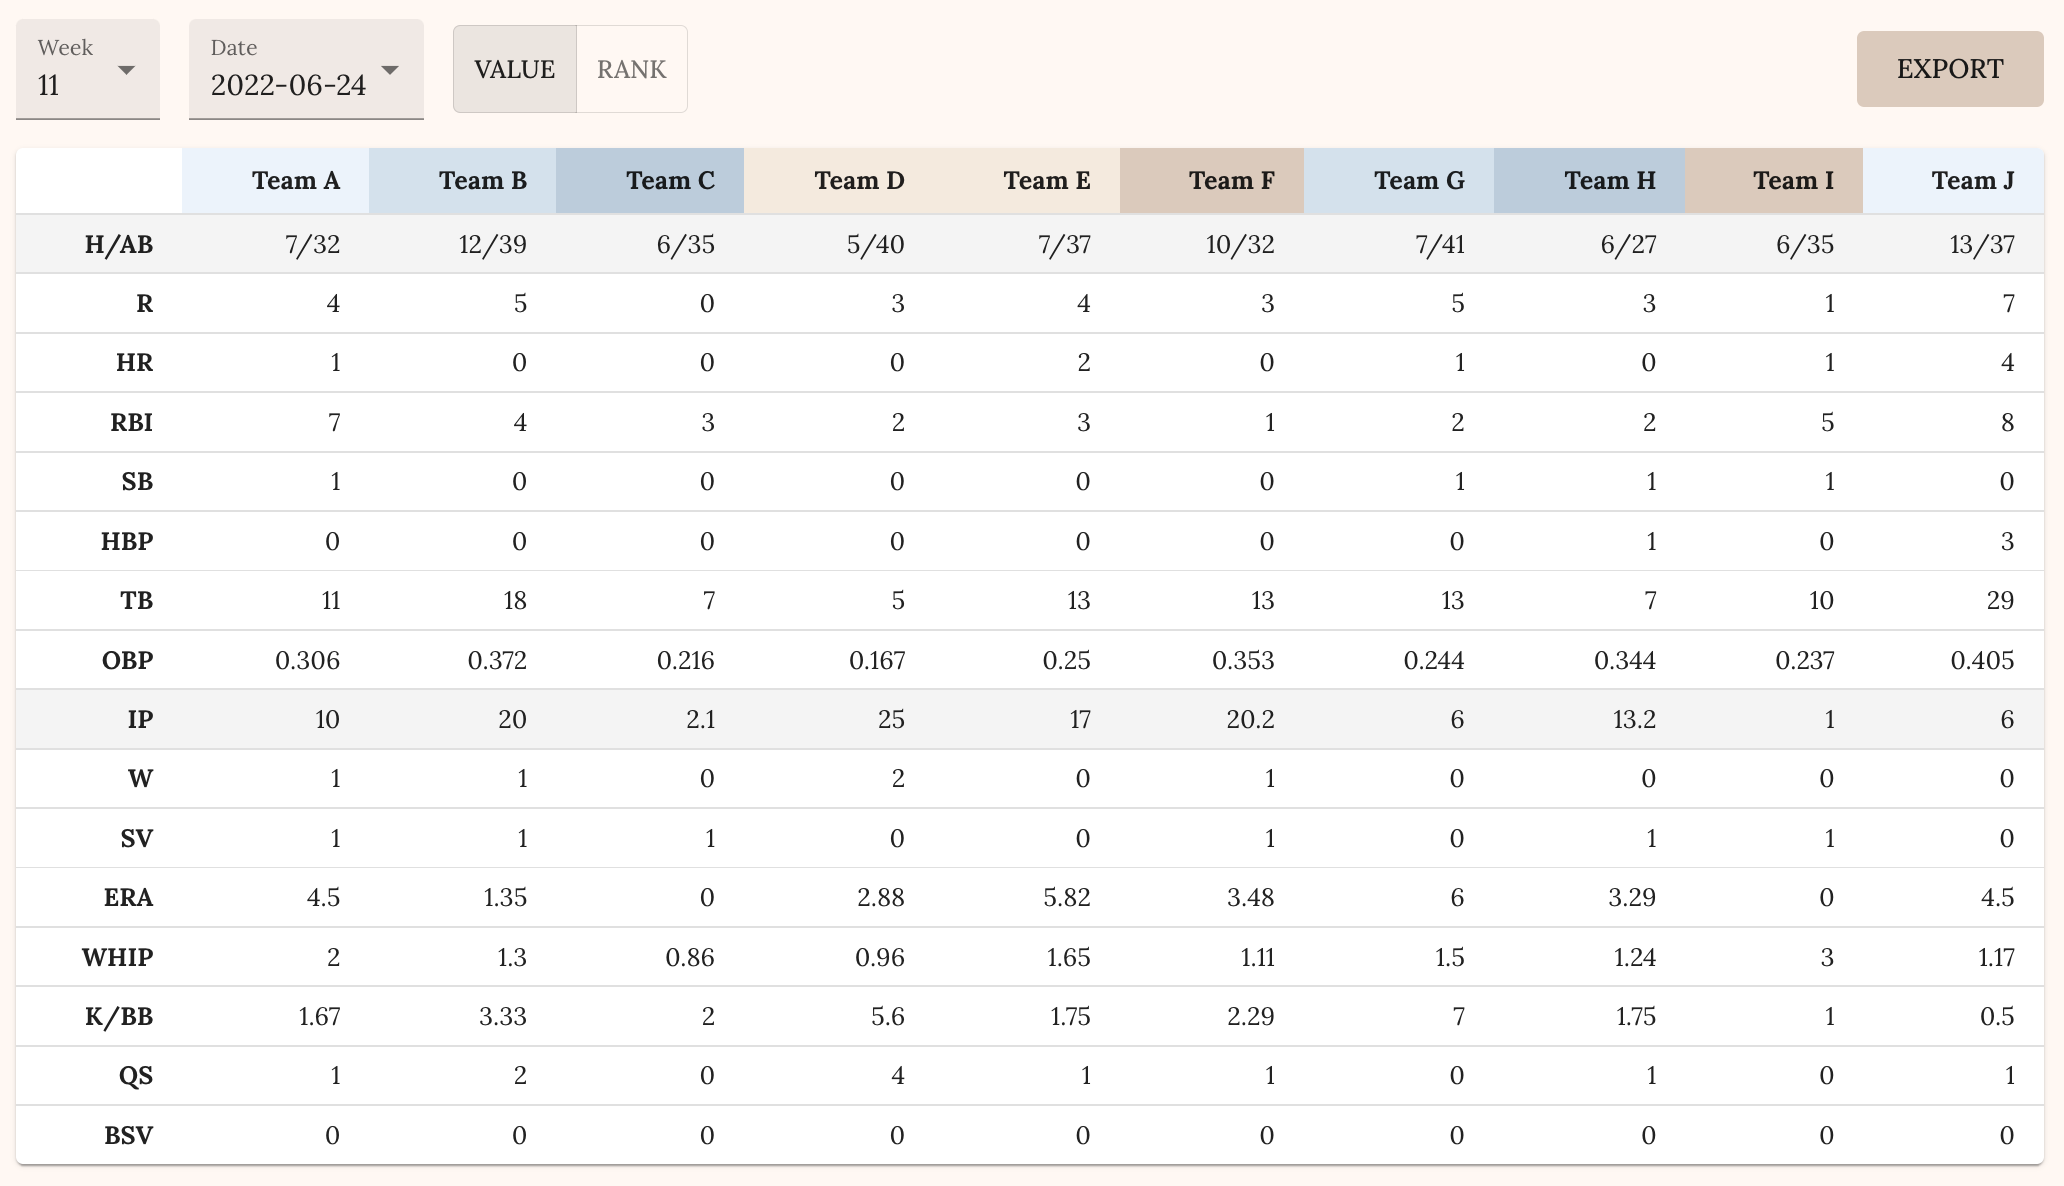 Week
11
Date
2022-06-24
VALUE RANK
EXPORT
Team A Team B Team C Team D Team E Team F Team G Team H Team I Team J
H/AB 7/32 12/39 6/35 5/40 7/37 10/32 7/41 6/27 6/35 13/37
R 4 5 0 3 4 3 5 3 1 7
HR 1 0 0 0 2 0 1 0 1 4
RBI 7 4 3 2 3 1 2 2 5 8
SB 1 0 0 0 0 0 1 1 1 0
HBP 0 0 0 0 0 0 0 1 0 3
TB 11 18 7 5 13 13 13 7 10 29
OBP 0.306 0.372 0.216 0.167 0.25 0.353 0.244 0.344 0.237 0.405
IP 10 20 2.1 25 17 20.2 6 13.2 1 6
W 1 1 0 2 0 1 0 0 0 0
SV 1 1 1 0 0 1 0 1 1 0
ERA 4.5 1.35 0 2.88 5.82 3.48 6 3.29 0 4.5
WHIP 2 1.3 0.86 0.96 1.65 1.11 1.5 1.24 3 1.17
K/BB 1.67 3.33 2 5.6 1.75 2.29 7 1.75 1 0.5
QS 1 2 0 4 1 1 0 1 0 1
BSV 0 0 0 0 0 0 0 0 0 0